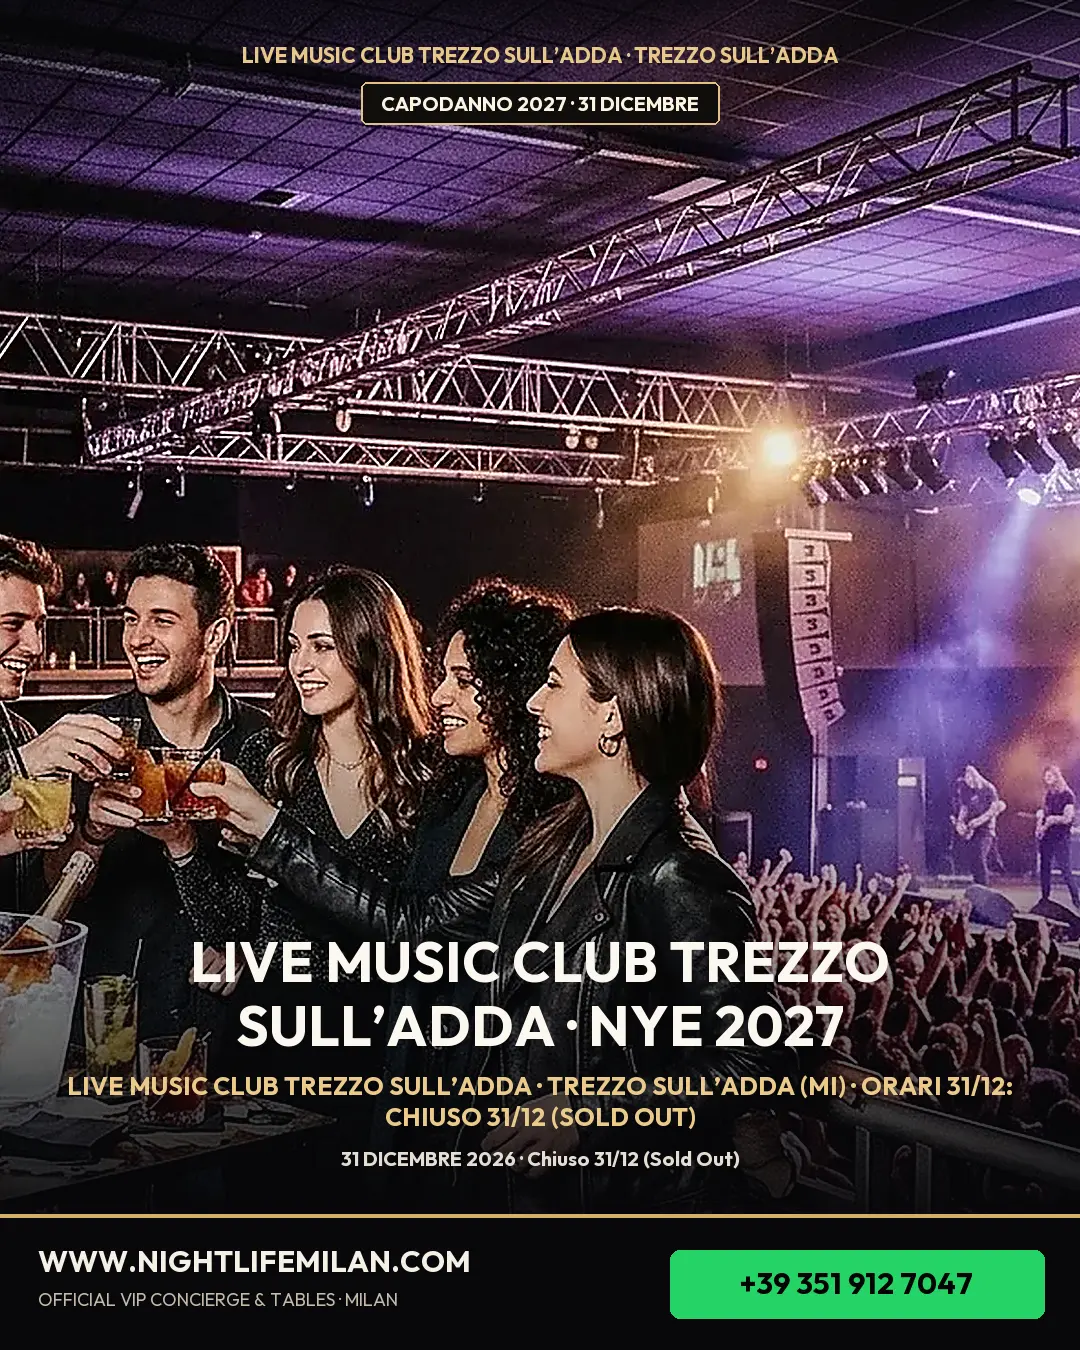 LIVE MUSIC CLUB TREZZO SULL’ADDA · TREZZO SULL’ADDA
CAPODANNO 2027 · 31 DICEMBRE
LIVE MUSIC CLUB TREZZO
SULL’ADDA · NYE 2027
LIVE MUSIC CLUB TREZZO SULL’ADDA · TREZZO SULL’ADDA (MI) · ORARI 31/12:
CHIUSO 31/12 (SOLD OUT)
31 DICEMBRE 2026 · Chiuso 31/12 (Sold Out)
WWW.NIGHTLIFEMILAN.COM
OFFICIAL VIP CONCIERGE & TABLES · MILAN
+39 351 912 7047